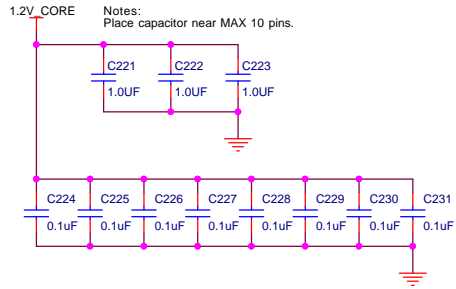 1.2V_CORE
Notes:
Place capacitor near MAX 10 pins.
C221 C222 C223
1.0UF 1.0UF 1.0UF
C224 C225 C226 C227 C228 C229 C230 C231
0.1uF 0.1uF 0.1uF 0.1uF 0.1uF 0.1uF 0.1uF 0.1uF